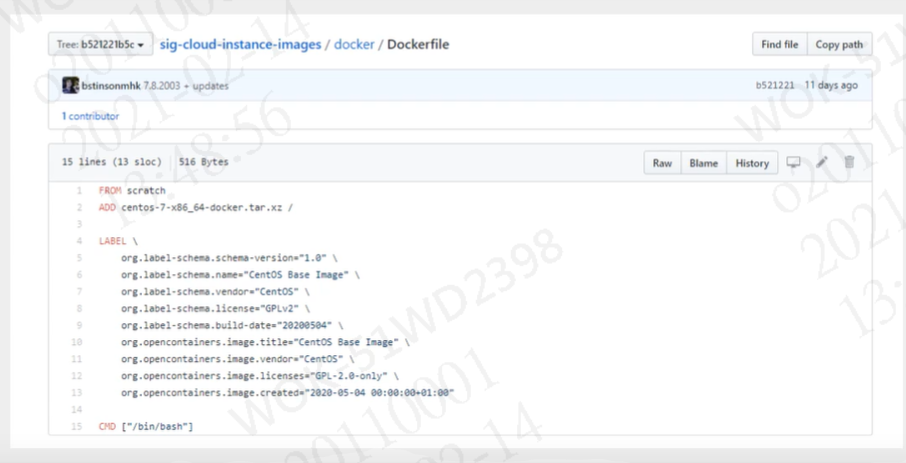 Tree: b521221b5c sig-cloud-instance-images / docker / Dockerfile Find file Copy path
bstinsonmhk 7.8.2003 + updates b521221 11 days ago
1 contributor
15 lines (13 sloc) 516 Bytes Raw Blame History
1 FROM scratch
2 ADD centos-7-x86_64-docker.tar.xz /
3
4 LABEL \
5 org.label-schema.schema-version="1.0" \
6 org.label-schema.name="CentOS Base Image" \
7 org.label-schema.vendor="CentOS" \
8 org.label-schema.license="GPLv2" \
9 org.label-schema.build-date="20200504" \
10 org.opencontainers.image.title="CentOS Base Image" \
11 org.opencontainers.image.vendor="CentOS" \
12 org.opencontainers.image.licenses="GPL-2.0-only" \
13 org.opencontainers.image.created="2020-05-04 00:00:00+01:00"
14
15 CMD ["/bin/bash"]
2021-02-14
13:48:56
WOK-51WD2398